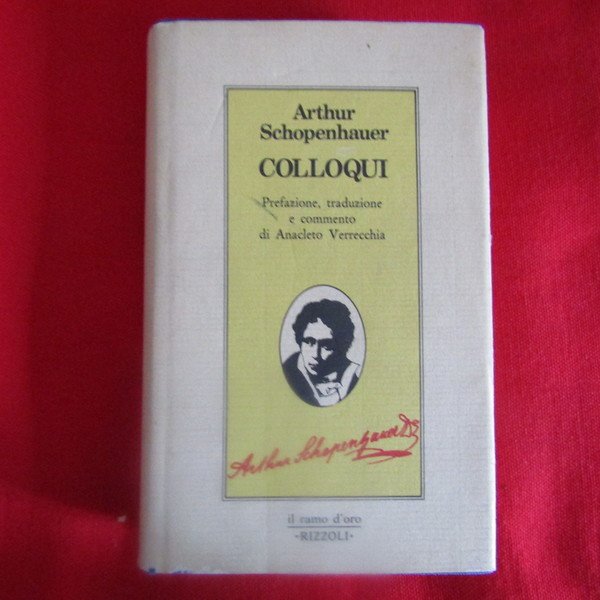 Arthur
Schopenhauer
COLLOQUI
Prefazione, traduzione
e commento
di Anacleto Verrecchia
Arthur Schopenhauer
il ramo d'oro
•RIZZOLI•